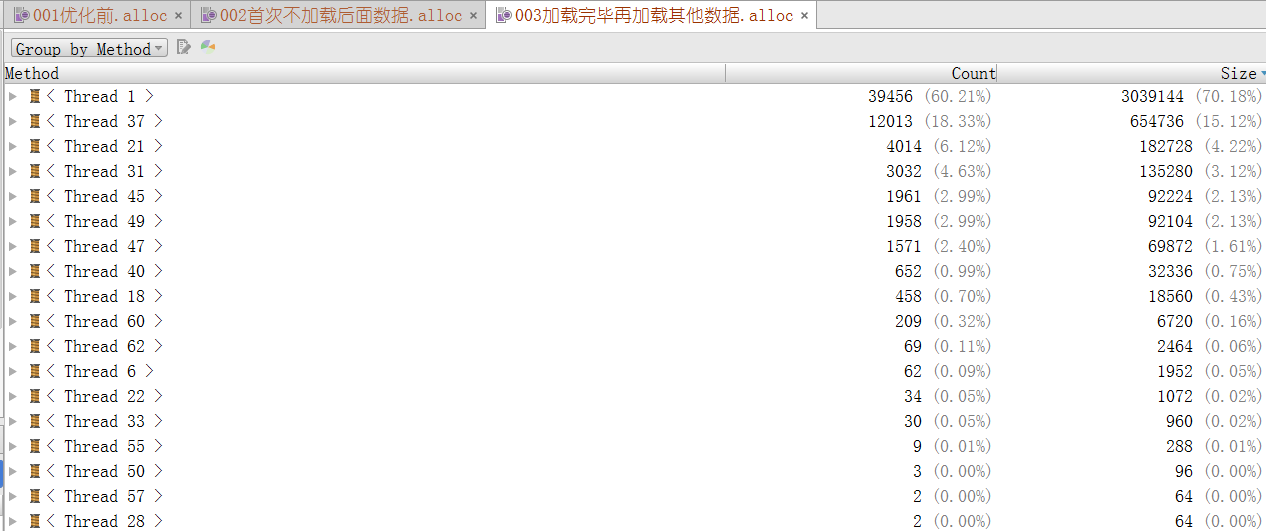 001优化前.alloc × 002首次不加载后面数据.alloc × 003加载完毕再加载其他数据.alloc ×
Group by Method
Method Count Size
< Thread 1 > 39456 (60.21%) 3039144 (70.18%)
< Thread 37 > 12013 (18.33%) 654736 (15.12%)
< Thread 21 > 4014 (6.12%) 182728 (4.22%)
< Thread 31 > 3032 (4.63%) 135280 (3.12%)
< Thread 45 > 1961 (2.99%) 92224 (2.13%)
< Thread 49 > 1958 (2.99%) 92104 (2.13%)
< Thread 47 > 1571 (2.40%) 69872 (1.61%)
< Thread 40 > 652 (0.99%) 32336 (0.75%)
< Thread 18 > 458 (0.70%) 18560 (0.43%)
< Thread 60 > 209 (0.32%) 6720 (0.16%)
< Thread 62 > 69 (0.11%) 2464 (0.06%)
< Thread 6 > 62 (0.09%) 1952 (0.05%)
< Thread 22 > 34 (0.05%) 1072 (0.02%)
< Thread 33 > 30 (0.05%) 960 (0.02%)
< Thread 55 > 9 (0.01%) 288 (0.01%)
< Thread 50 > 3 (0.00%) 96 (0.00%)
< Thread 57 > 2 (0.00%) 64 (0.00%)
< Thread 28 > 2 (0.00%) 64 (0.00%)